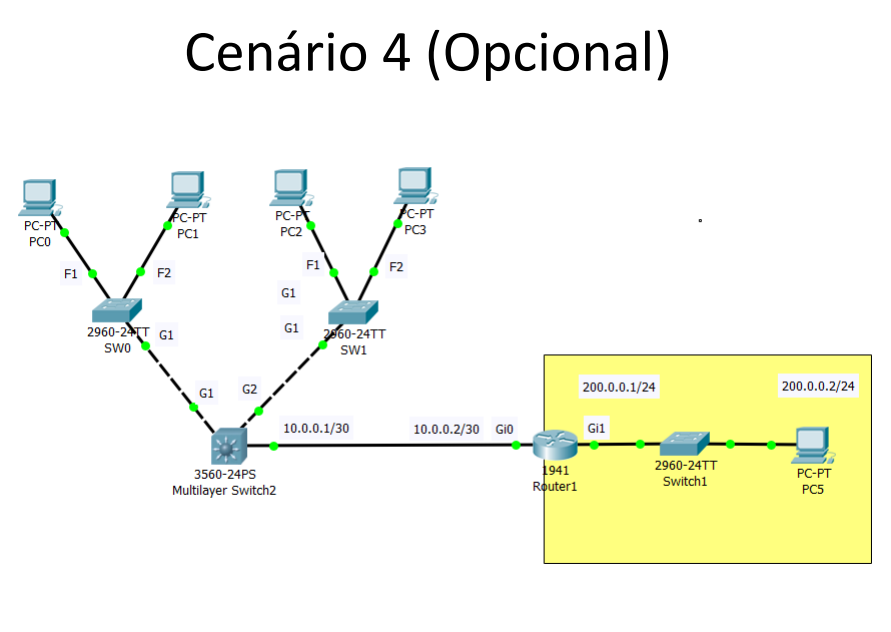 Cenário 4 (Opcional)
PC-PT
PC0
PC-PT
PC1
PC-PT
PC2
PC-PT
PC3
F1
F2
F1
F2
G1
2960-24TT
SW0
G1
G1
2960-24TT
SW1
G1
G2
10.0.0.1/30
10.0.0.2/30
Gi0
200.0.0.1/24
200.0.0.2/24
Gi1
3560-24PS
Multilayer Switch2
1941
Router1
2960-24TT
Switch1
PC-PT
PC5